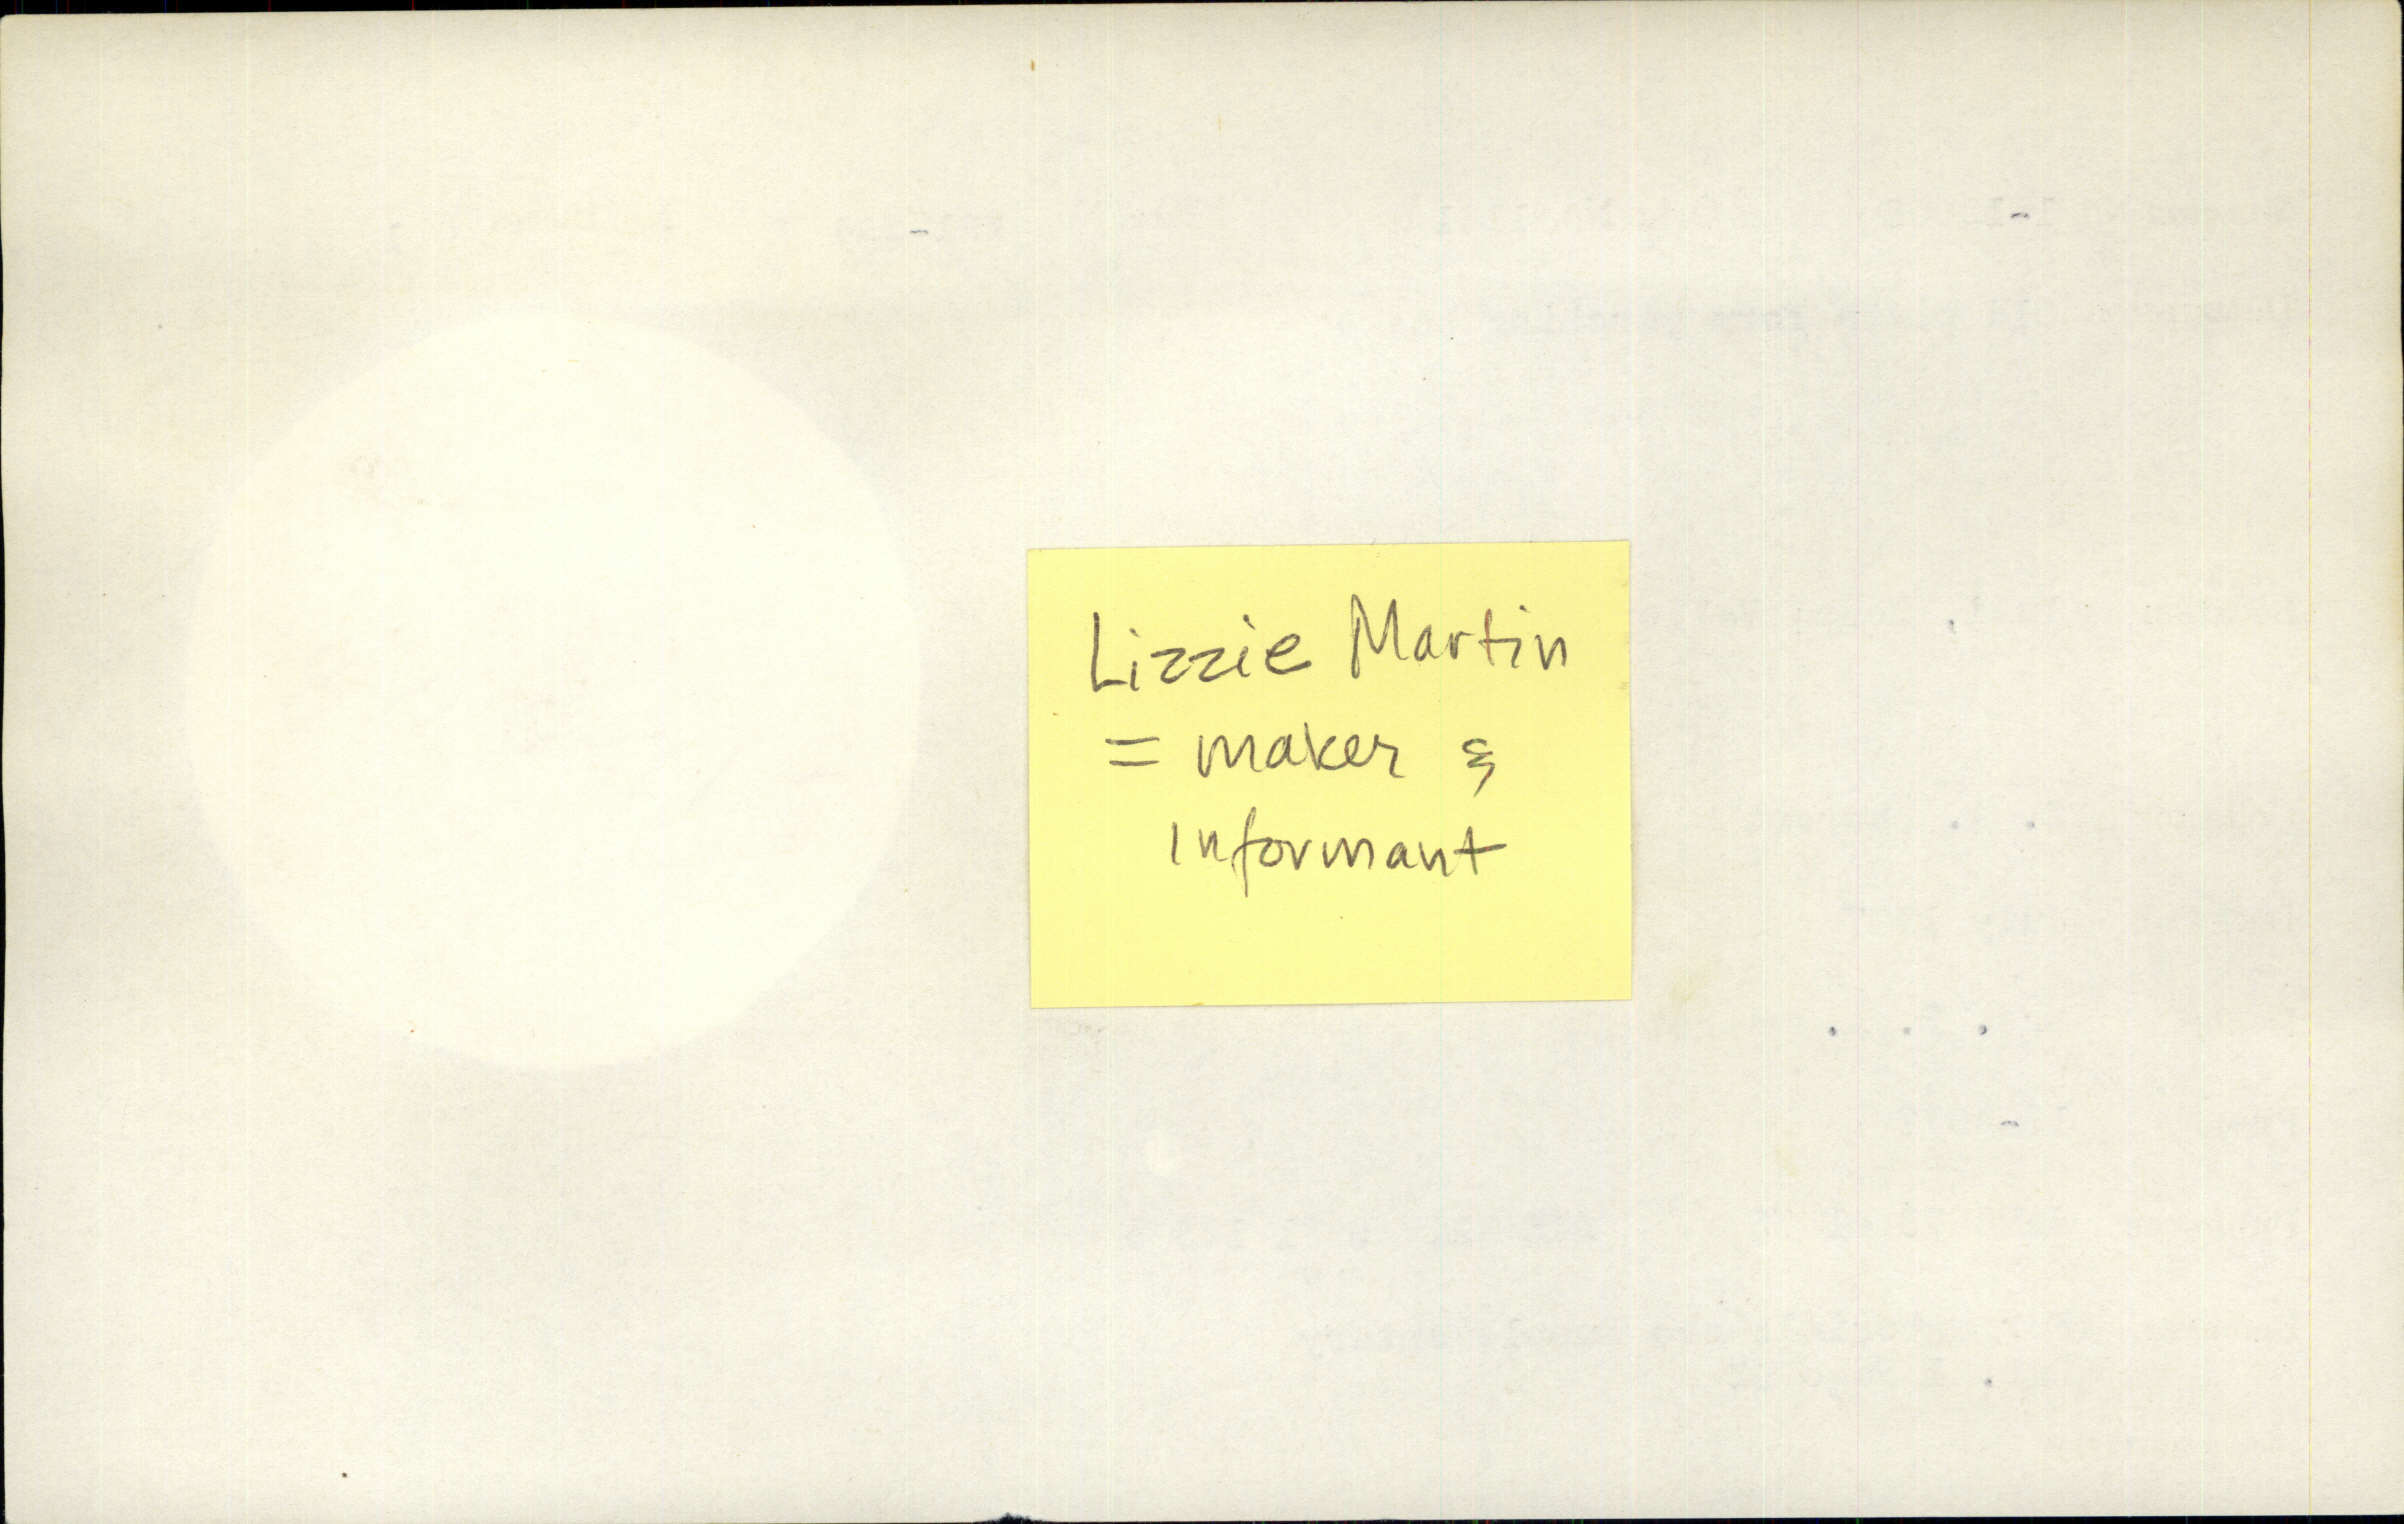 Lizzie Martin
= maker &
informant